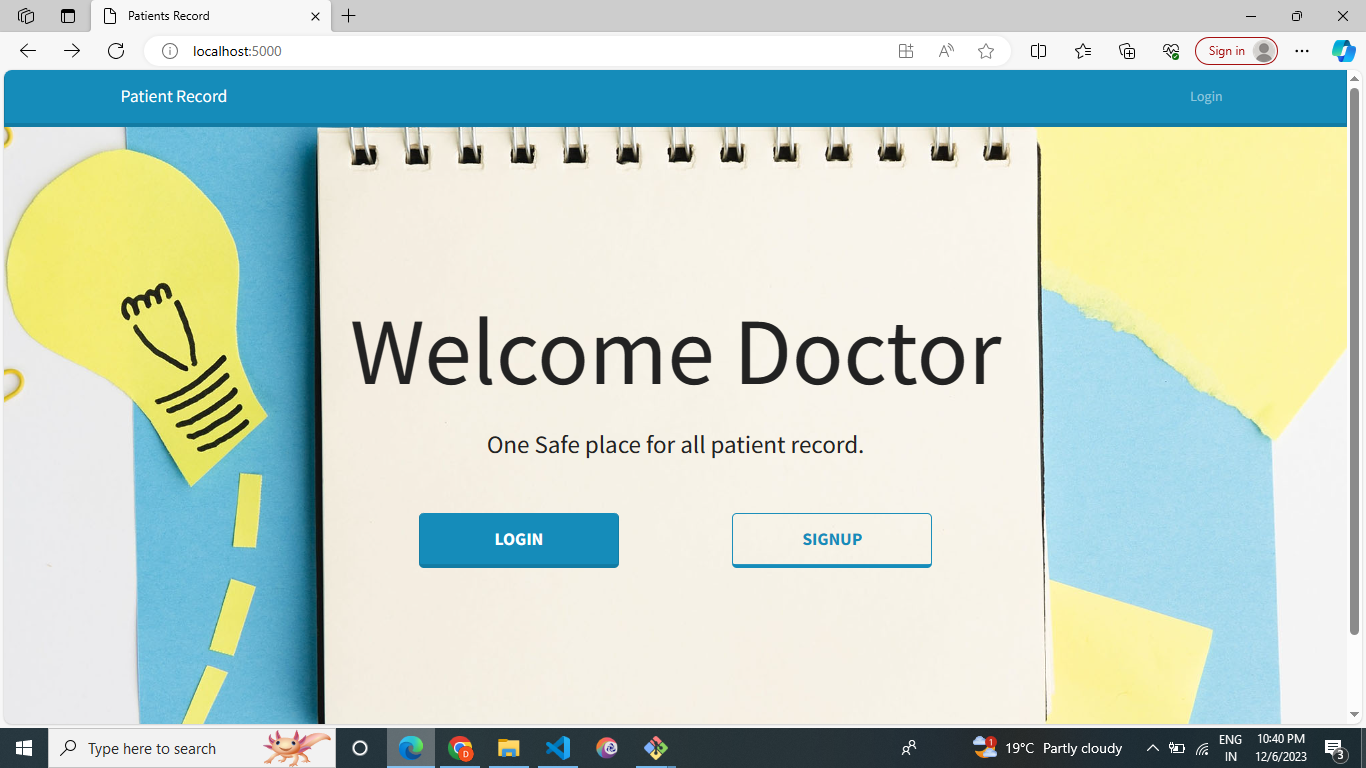 Patients Record
localhost:5000
Sign in
Patient Record
Login
Welcome Doctor
One Safe place for all patient record.
LOGIN
SIGNUP
Type here to search
D
1
19°C Partly cloudy
ENG
IN
10:40 PM
12/6/2023
3